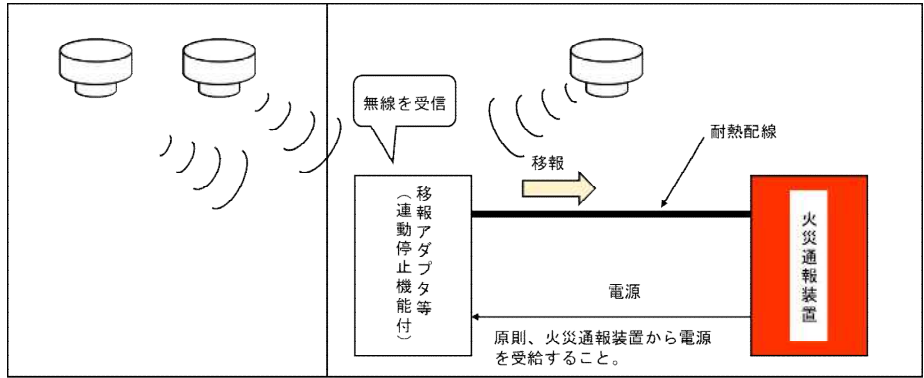 無線を受信
耐熱配線
移報
移報アダプタ等
（連動停止機能付）
火災通報装置
電源
原則、火災通報装置から電源
を受給すること。